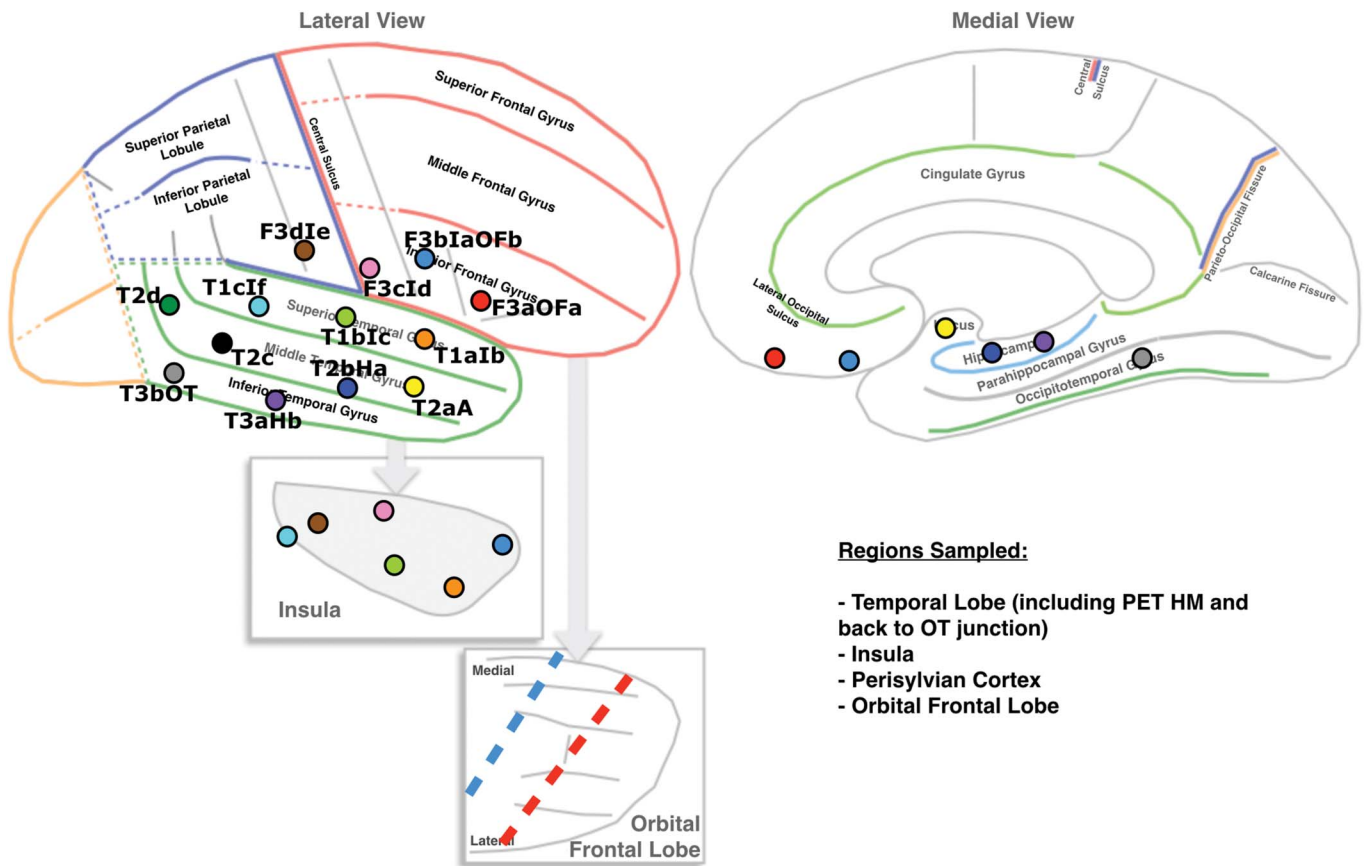 Lateral View
Medial View
Superior Frontal Gyrus
Middle Frontal Gyrus
Inferior Frontal Gyrus
Central Sulcus
Superior Parietal
Lobule
Inferior Parietal
Lobule
F3dIe
F3bIaOFb
F3cId
F3aOFa
T2d
T1cIf
Superior Temporal Gyrus
T1bIc
T1aIb
T2c
Middle Temporal Gyrus
T2bHa
T2aA
T3bOT
Inferior Temporal Gyrus
T3aHb
Central
Sulcus
Cingulate Gyrus
Parieto-Occipital Fissure
Calcarine Fissure
Lateral Occipital
Sulcus
Uncus
Hippocampus
Parahippocampal Gyrus
Occipitotemporal Gyrus
Insula
Medial
Lateral
Orbital
Frontal Lobe
Regions Sampled:
- Temporal Lobe (including PET HM and
back to OT junction)
- Insula
- Perisylvian Cortex
- Orbital Frontal Lobe